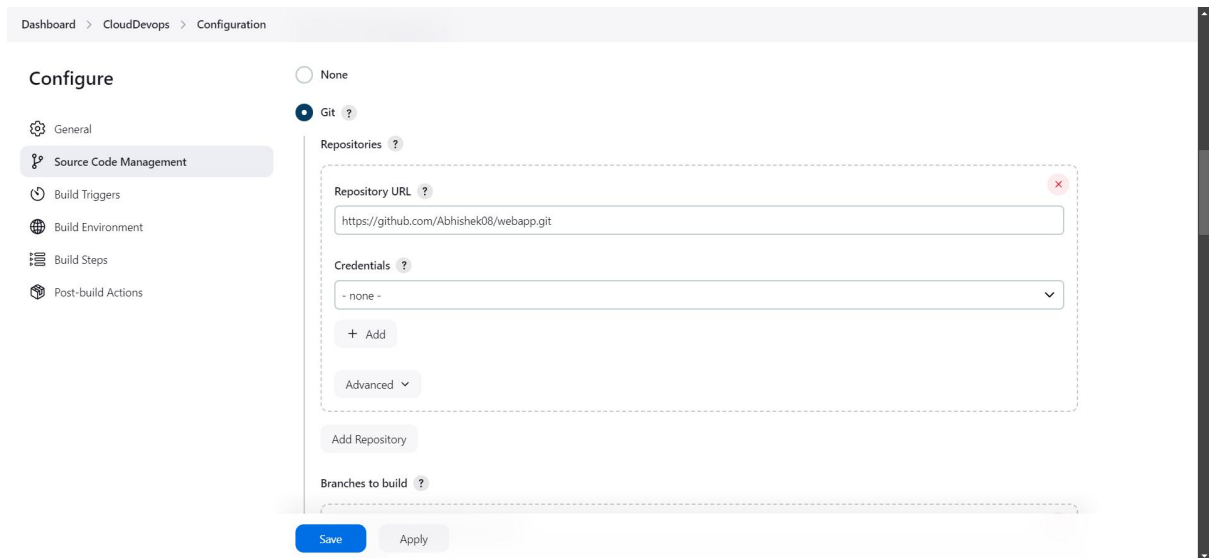 Dashboard > CloudDevops > Configuration
Configure
General
Source Code Management
Build Triggers
Build Environment
Build Steps
Post-build Actions
None
Git ?
Repositories ?
Repository URL ?
https://github.com/Abhishek08/webapp.git
Credentials ?
- none -
+ Add
Advanced
Add Repository
Branches to build ?
Save Apply